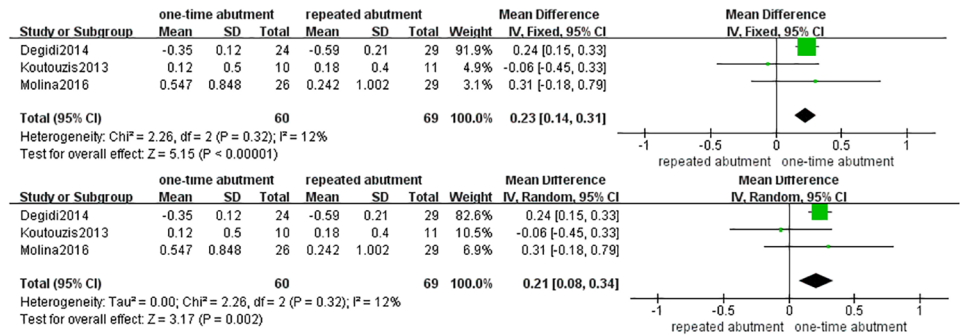 one-time abutment repeated abutment Mean Difference Mean Difference
Study or Subgroup Mean SD Total Mean SD Total Weight IV, Fixed, 95% CI IV, Fixed, 95% CI
Degidi2014 -0.35 0.12 24 -0.59 0.21 29 91.9% 0.24 [0.15, 0.33]
Koutouzis2013 0.12 0.5 10 0.18 0.4 11 4.9% -0.06 [-0.45, 0.33]
Molina2016 0.547 0.848 26 0.242 1.002 29 3.1% 0.31 [-0.18, 0.79]
Total (95% CI) 60 69 100.0% 0.23 [0.14, 0.31]
Heterogeneity: Chi² = 2.26, df = 2 (P = 0.32); I² = 12%
Test for overall effect: Z = 5.15 (P < 0.00001)
-1 -0.5 0 0.5 1
repeated abutment one-time abutment
one-time abutment repeated abutment Mean Difference Mean Difference
Study or Subgroup Mean SD Total Mean SD Total Weight IV, Random, 95% CI IV, Random, 95% CI
Degidi2014 -0.35 0.12 24 -0.59 0.21 29 82.6% 0.24 [0.15, 0.33]
Koutouzis2013 0.12 0.5 10 0.18 0.4 11 10.5% -0.06 [-0.45, 0.33]
Molina2016 0.547 0.848 26 0.242 1.002 29 6.9% 0.31 [-0.18, 0.79]
Total (95% CI) 60 69 100.0% 0.21 [0.08, 0.34]
Heterogeneity: Tau² = 0.00; Chi² = 2.26, df = 2 (P = 0.32); I² = 12%
Test for overall effect: Z = 3.17 (P = 0.002)
-1 -0.5 0 0.5 1
repeated abutment one-time abutment